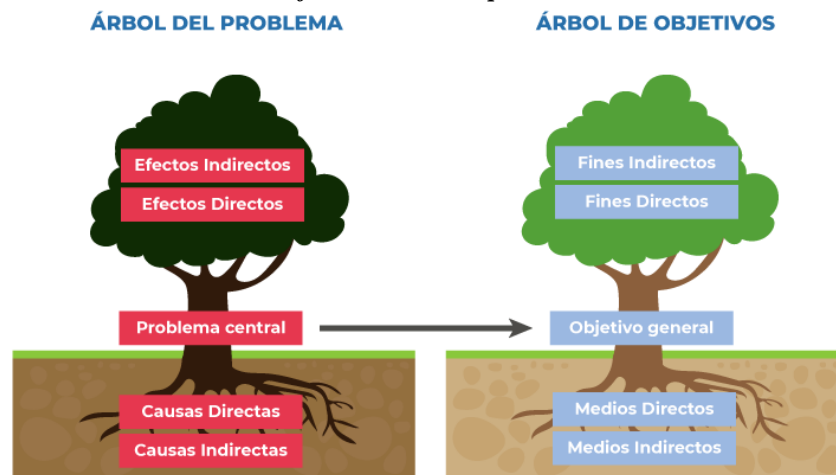 ÁRBOL DEL PROBLEMA
Efectos Indirectos
Efectos Directos
Problema central
Causas Directas
Causas Indirectas
ÁRBOL DE OBJETIVOS
Fines Indirectos
Fines Directos
Objetivo general
Medios Directos
Medios Indirectos